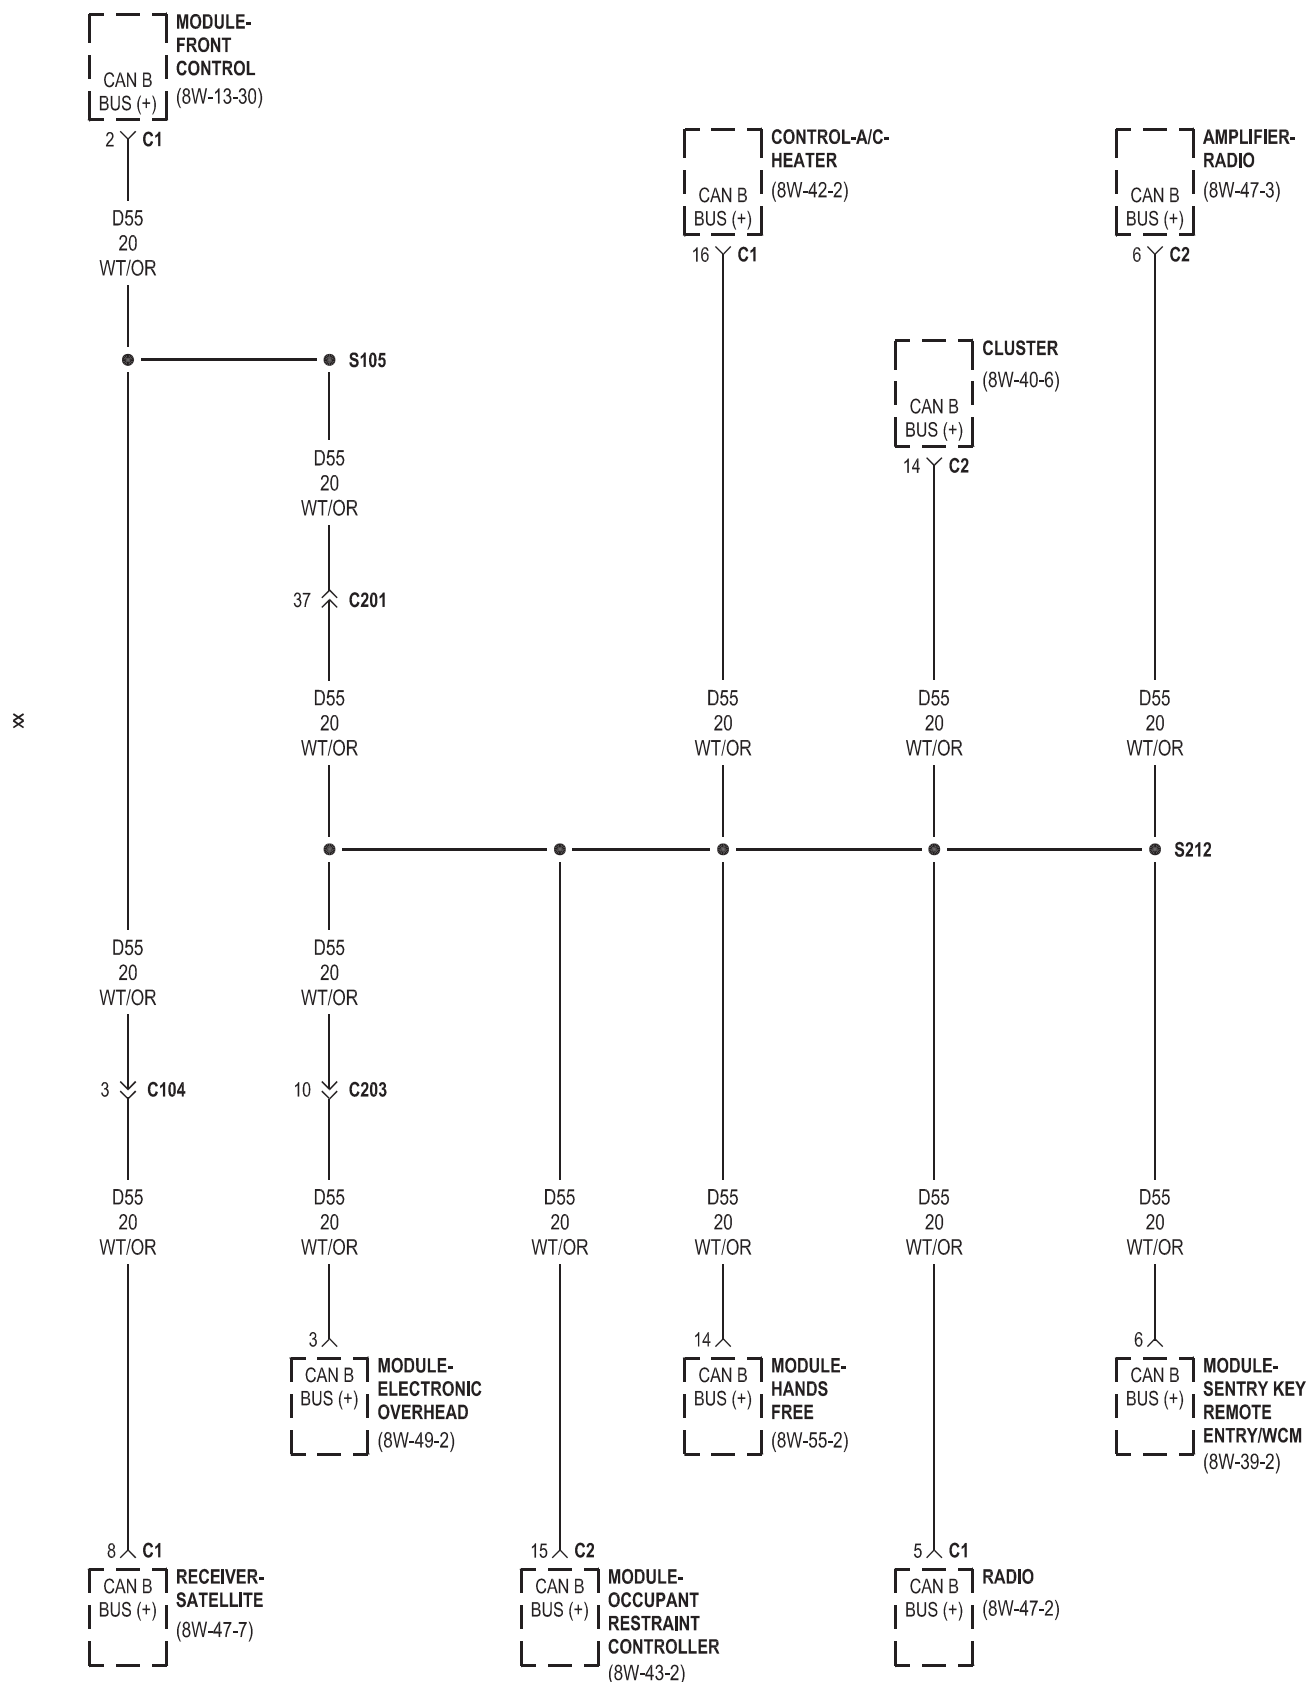 MODULE-
FRONT
CONTROL
(8W-13-30)
CAN B
BUS (+)
2 C1
D55
20
WT/OR
CONTROL-A/C-
HEATER
(8W-42-2)
CAN B
BUS (+)
16 C1
AMPLIFIER-
RADIO
(8W-47-3)
CAN B
BUS (+)
6 C2
S105
CLUSTER
(8W-40-6)
CAN B
BUS (+)
14 C2
D55
20
WT/OR
37 C201
D55
20
WT/OR
D55
20
WT/OR
D55
20
WT/OR
D55
20
WT/OR
XX
S212
D55
20
WT/OR
D55
20
WT/OR
3 C104
10 C203
D55
20
WT/OR
D55
20
WT/OR
D55
20
WT/OR
D55
20
WT/OR
D55
20
WT/OR
D55
20
WT/OR
3
CAN B
BUS (+)
MODULE-
ELECTRONIC
OVERHEAD
(8W-49-2)
14
CAN B
BUS (+)
MODULE-
HANDS
FREE
(8W-55-2)
6
CAN B
BUS (+)
MODULE-
SENTRY KEY
REMOTE
ENTRY/WCM
(8W-39-2)
8 C1
CAN B
BUS (+)
RECEIVER-
SATELLITE
(8W-47-7)
15 C2
CAN B
BUS (+)
MODULE-
OCCUPANT
RESTRAINT
CONTROLLER
(8W-43-2)
5 C1
CAN B
BUS (+)
RADIO
(8W-47-2)